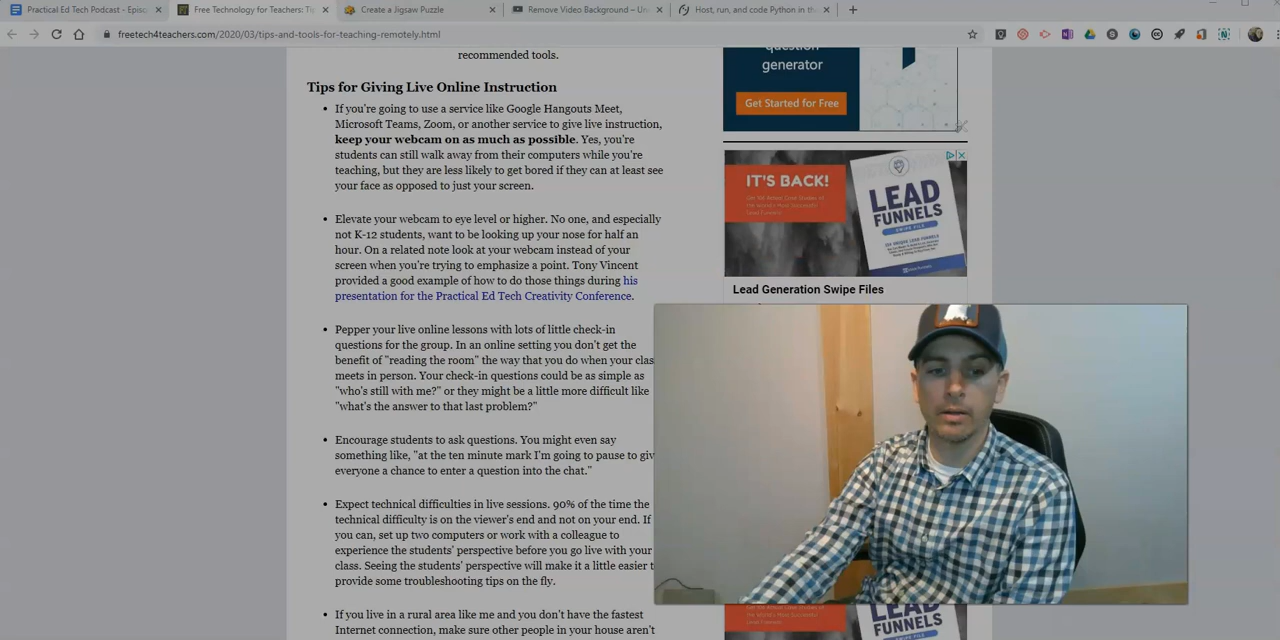 Practical Ed Tech Podcast - Episo
Free Technology for Teachers: Ti
Create a Jigsaw Puzzle
Remove Video Background – Un
Host, run, and code Python in th
freetech4teachers.com/2020/03/tips-and-tools-for-teaching-remotely.html
recommended tools.
Tips for Giving Live Online Instruction
If you're going to use a service like Google Hangouts Meet,
Microsoft Teams, Zoom, or another service to give live instruction,
keep your webcam on as much as possible. Yes, you're
students can still walk away from their computers while you're
teaching, but they are less likely to get bored if they can at least see
your face as opposed to just your screen.
Elevate your webcam to eye level or higher. No one, and especially
not K-12 students, want to be looking up your nose for half an
hour. On a related note look at your webcam instead of your
screen when you're trying to emphasize a point. Tony Vincent
provided a good example of how to do those things during his
presentation for the Practical Ed Tech Creativity Conference.
Pepper your live online lessons with lots of little check-in
questions for the group. In an online setting you don't get the
benefit of "reading the room" the way that you do when your clas
meets in person. Your check-in questions could be as simple as
"who's still with me?" or they might be a little more difficult like
"what's the answer to that last problem?"
Encourage students to ask questions. You might even say
something like, "at the ten minute mark I'm going to pause to giv
everyone a chance to enter a question into the chat."
Expect technical difficulties in live sessions. 90% of the time the
technical difficulty is on the viewer's end and not on your end. If
you can, set up two computers or work with a colleague to
experience the students' perspective before you go live with your
class. Seeing the students' perspective will make it a little easier t
provide some troubleshooting tips on the fly.
If you live in a rural area like me and you don't have the fastest
Internet connection, make sure other people in your house aren't
question
generator
Get Started for Free
IT'S BACK!
LEAD
FUNNELS
SWIPE FILE
Lead Generation Swipe Files
LEAD
FUNNELS